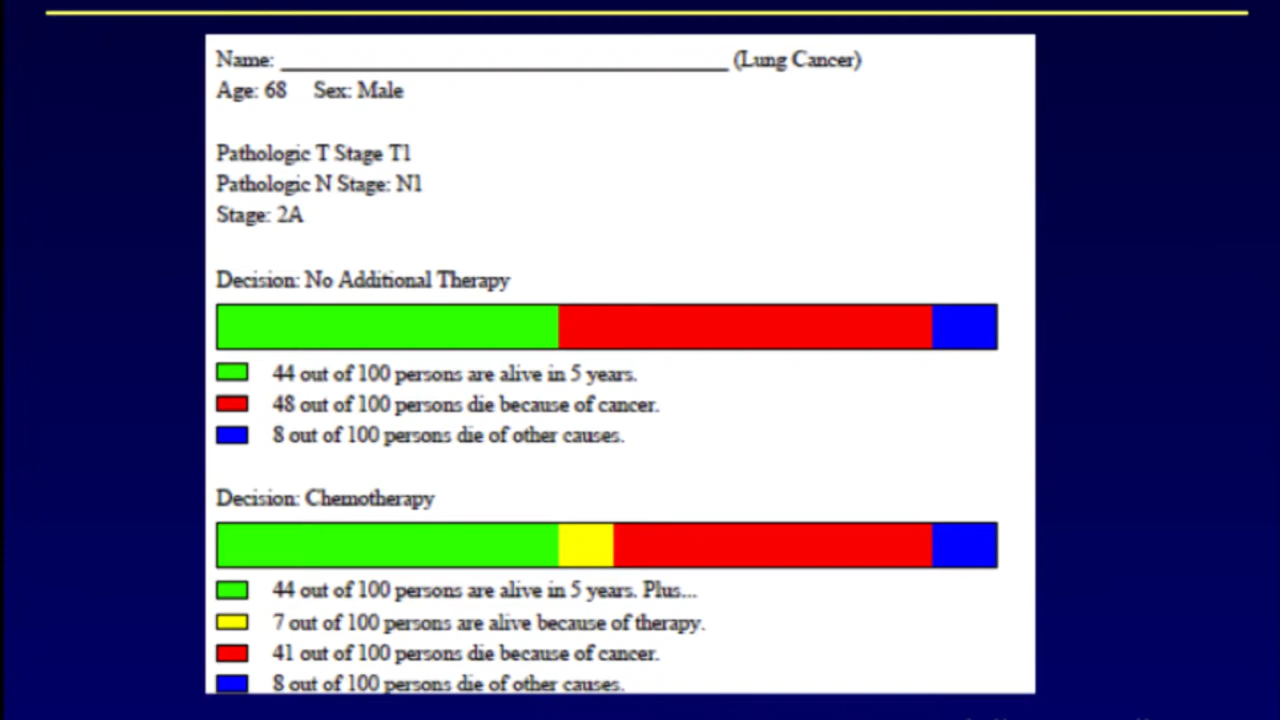 Name: ______________________________________ (Lung Cancer)
Age: 68 Sex: Male
Pathologic T Stage T1
Pathologic N Stage: N1
Stage: 2A
Decision: No Additional Therapy
44 out of 100 persons are alive in 5 years.
48 out of 100 persons die because of cancer.
8 out of 100 persons die of other causes.
Decision: Chemotherapy
44 out of 100 persons are alive in 5 years. Plus...
7 out of 100 persons are alive because of therapy.
41 out of 100 persons die because of cancer.
8 out of 100 persons die of other causes.